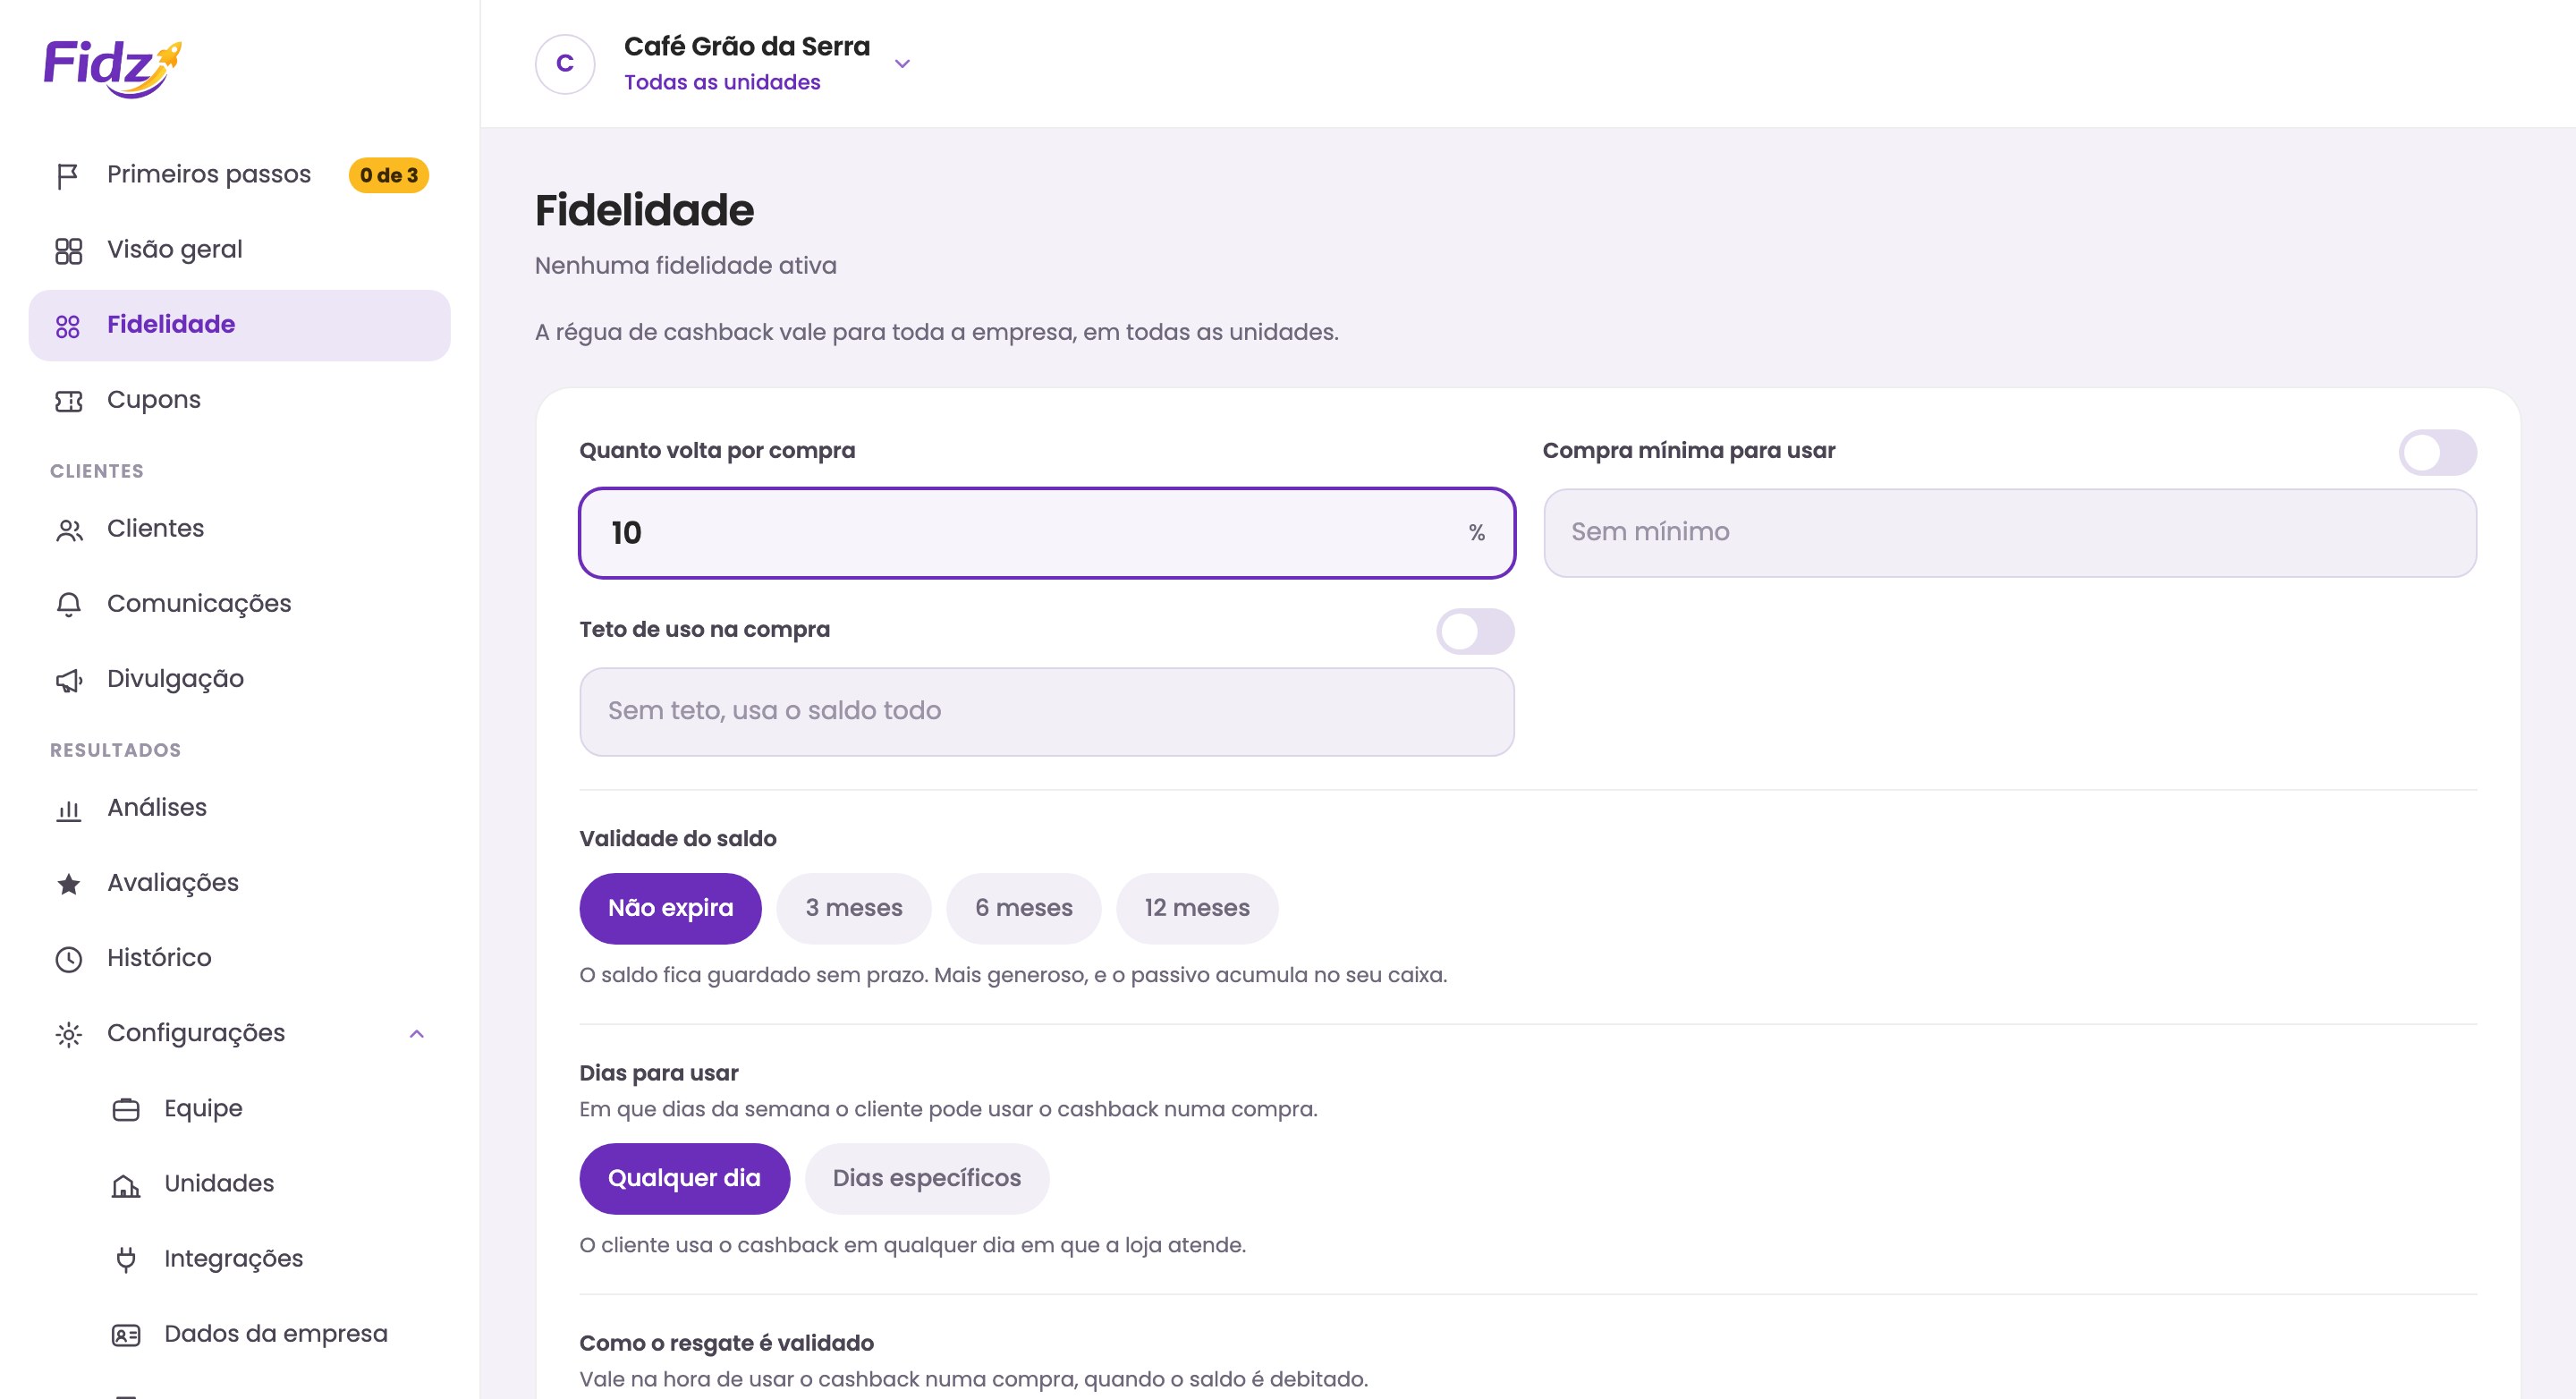 Fidz
Primeiros passos
0 de 3
Visão geral
Fidelidade
Cupons
CLIENTES
Clientes
Comunicações
Divulgação
RESULTADOS
Análises
Avaliações
Histórico
Configurações
Equipe
Unidades
Integrações
Dados da empresa
C
Café Grão da Serra
Todas as unidades
Fidelidade
Nenhuma fidelidade ativa
A régua de cashback vale para toda a empresa, em todas as unidades.
Quanto volta por compra
10 %
Compra mínima para usar
Sem mínimo
Teto de uso na compra
Sem teto, usa o saldo todo
Validade do saldo
Não expira 3 meses 6 meses 12 meses
O saldo fica guardado sem prazo. Mais generoso, e o passivo acumula no seu caixa.
Dias para usar
Em que dias da semana o cliente pode usar o cashback numa compra.
Qualquer dia Dias específicos
O cliente usa o cashback em qualquer dia em que a loja atende.
Como o resgate é validado
Vale na hora de usar o cashback numa compra, quando o saldo é debitado.